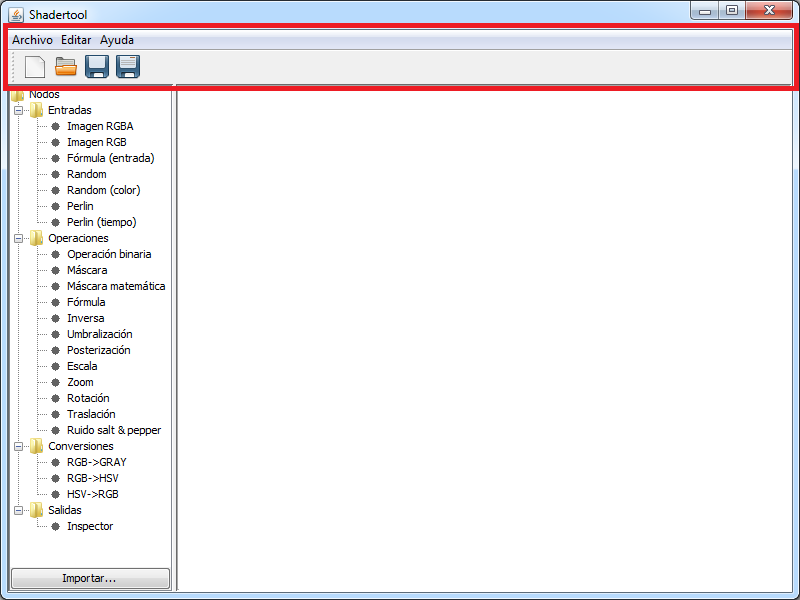 Shadertool
Archivo Editar Ayuda
Nodos
Entradas
Imagen RGBA
Imagen RGB
Fórmula (entrada)
Random
Random (color)
Perlin
Perlin (tiempo)
Operaciones
Operación binaria
Máscara
Máscara matemática
Fórmula
Inversa
Umbralización
Posterización
Escala
Zoom
Rotación
Traslación
Ruido salt & pepper
Conversiones
RGB->GRAY
RGB->HSV
HSV->RGB
Salidas
Inspector
Importar...